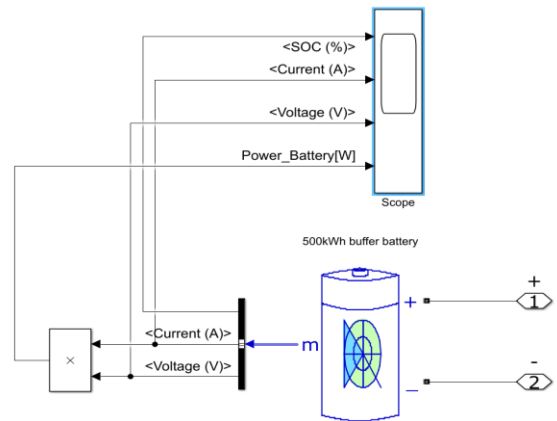 <SOC (%)>
<Current (A)>
<Voltage (V)>
Power_Battery[W]
Scope
500kWh buffer battery
+
1
<Current (A)>
m
×
<Voltage (V)>
-
2
+
−